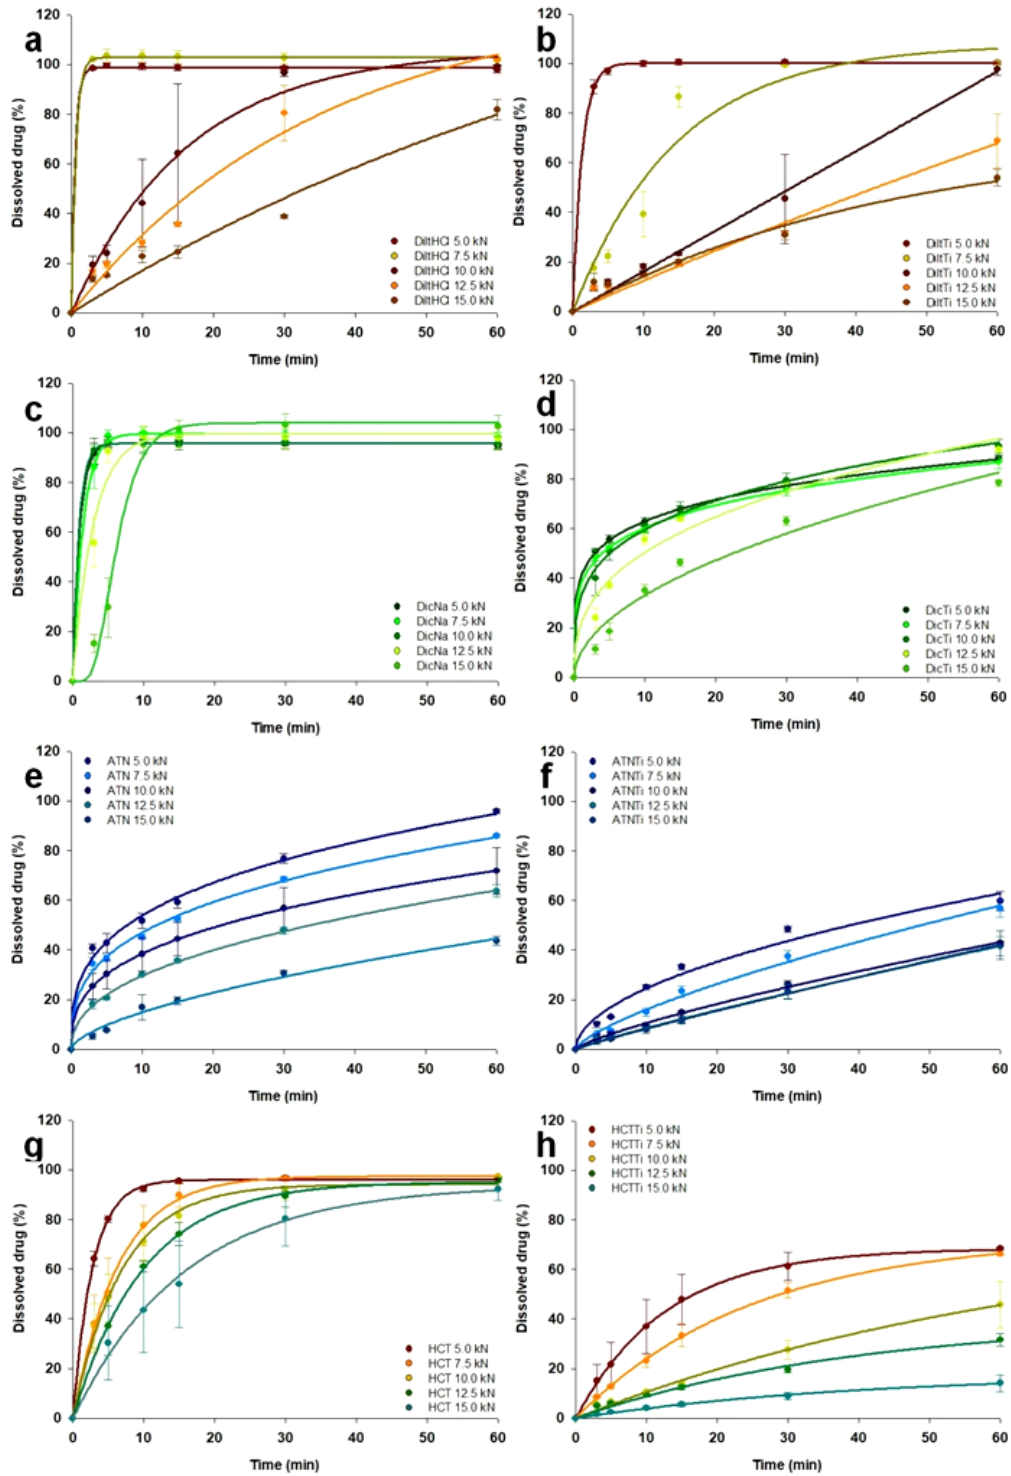 a
120
100
80
60
40
20
0
Dissolved drug (%)
DiltHCl 5.0 kN
DiltHCl 7.5 kN
DiltHCl 10.0 kN
DiltHCl 12.5 kN
DiltHCl 15.0 kN
0 10 20 30 40 50 60
Time (min)
b
120
100
80
60
40
20
0
Dissolved drug (%)
DiltTi 5.0 kN
DiltTi 7.5 kN
DiltTi 10.0 kN
DiltTi 12.5 kN
DiltTi 15.0 kN
0 10 20 30 40 50 60
Time (min)
c
120
100
80
60
40
20
0
Dissolved drug (%)
DicNa 5.0 kN
DicNa 7.5 kN
DicNa 10.0 kN
DicNa 12.5 kN
DicNa 15.0 kN
0 10 20 30 40 50 60
Time (min)
d
120
100
80
60
40
20
0
Dissolved drug (%)
DicTi 5.0 kN
DicTi 7.5 kN
DicTi 10.0 kN
DicTi 12.5 kN
DicTi 15.0 kN
0 10 20 30 40 50 60
Time (min)
e
120
100
80
60
40
20
0
Dissolved drug (%)
ATN 5.0 kN
ATN 7.5 kN
ATN 10.0 kN
ATN 12.5 kN
ATN 15.0 kN
0 10 20 30 40 50 60
Time (min)
f
120
100
80
60
40
20
0
Dissolved drug (%)
ATNTi 5.0 kN
ATNTi 7.5 kN
ATNTi 10.0 kN
ATNTi 12.5 kN
ATNTi 15.0 kN
0 10 20 30 40 50 60
Time (min)
g
120
100
80
60
40
20
0
Dissolved drug (%)
HCT 5.0 kN
HCT 7.5 kN
HCT 10.0 kN
HCT 12.5 kN
HCT 15.0 kN
0 10 20 30 40 50 60
Time (min)
h
120
100
80
60
40
20
0
Dissolved drug (%)
HCTTi 5.0 kN
HCTTi 7.5 kN
HCTTi 10.0 kN
HCTTi 12.5 kN
HCTTi 15.0 kN
0 10 20 30 40 50 60
Time (min)